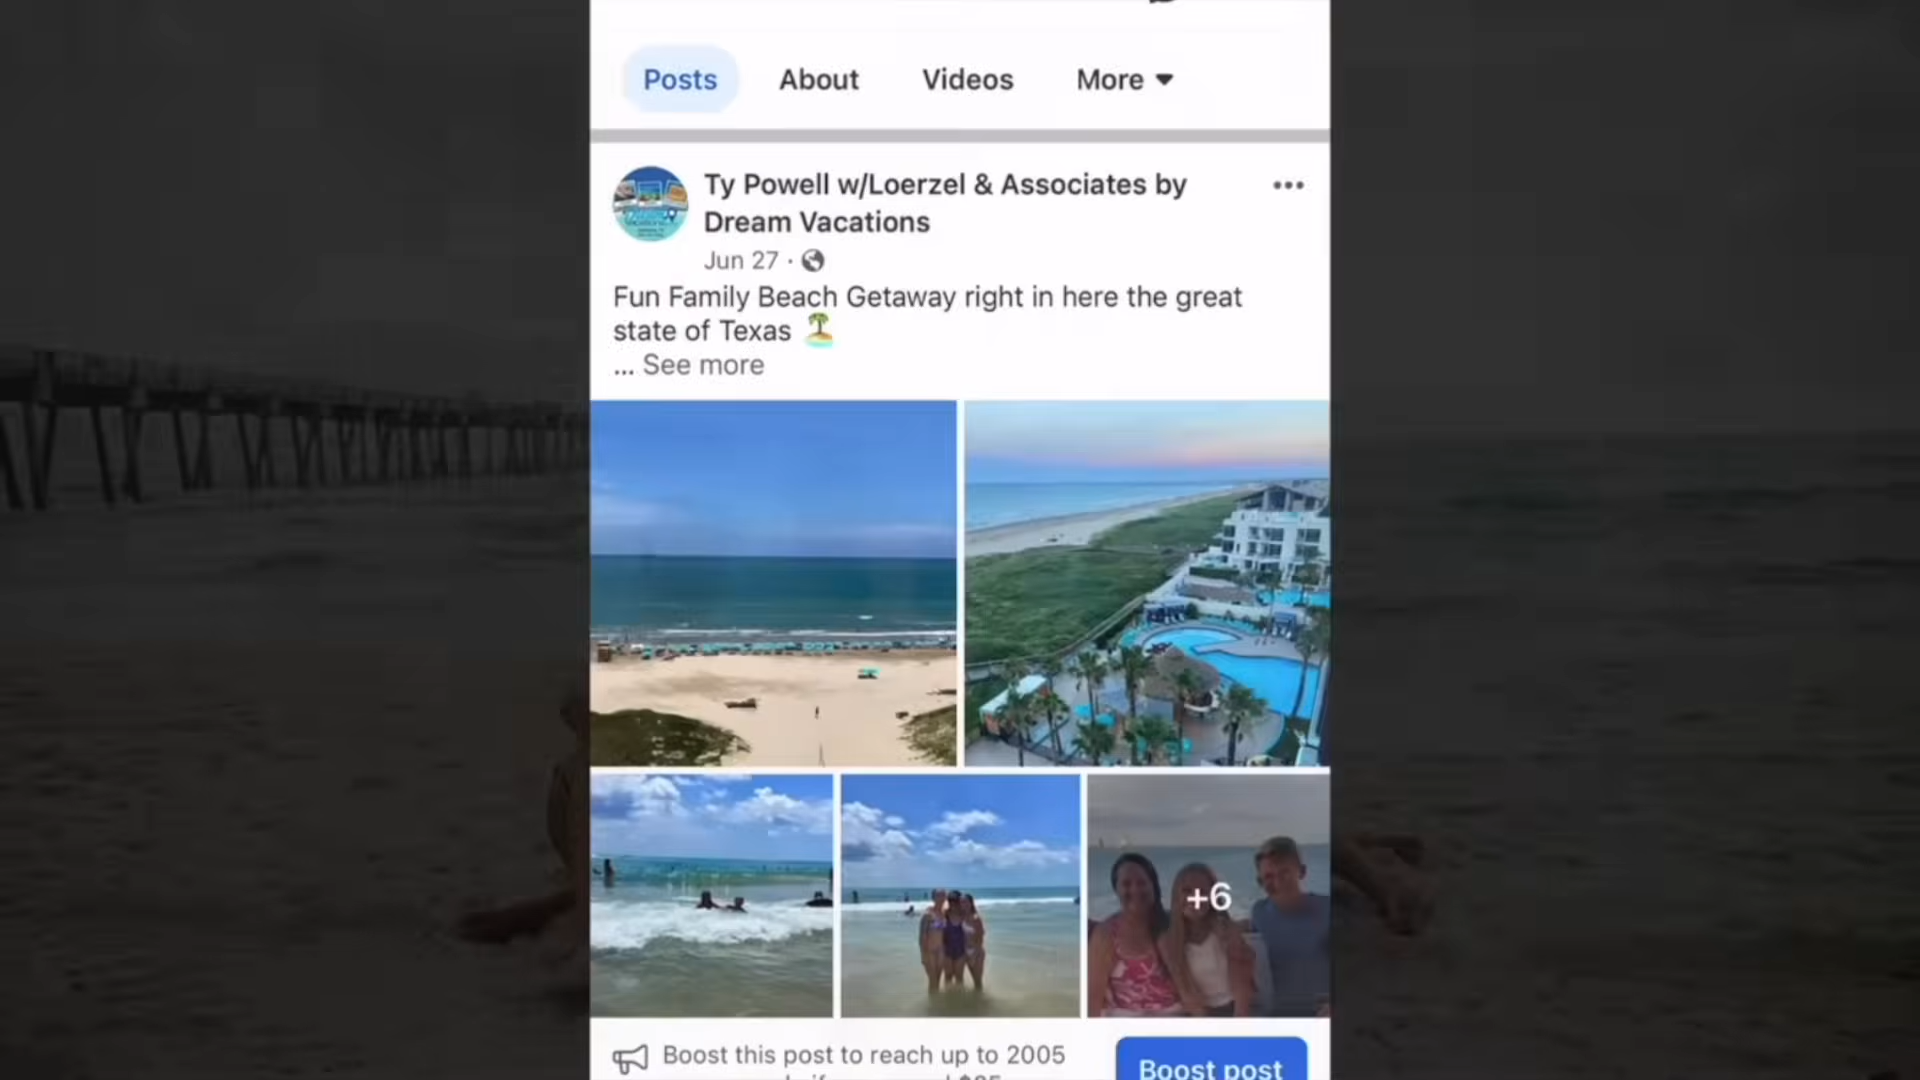 Posts About Videos More
Ty Powell w/Loerzel & Associates by
Dream Vacations
Jun 27 ·
Fun Family Beach Getaway right in here the great
state of Texas 🏝️
... See more
+6
Boost this post to reach up to 2005
Boost post